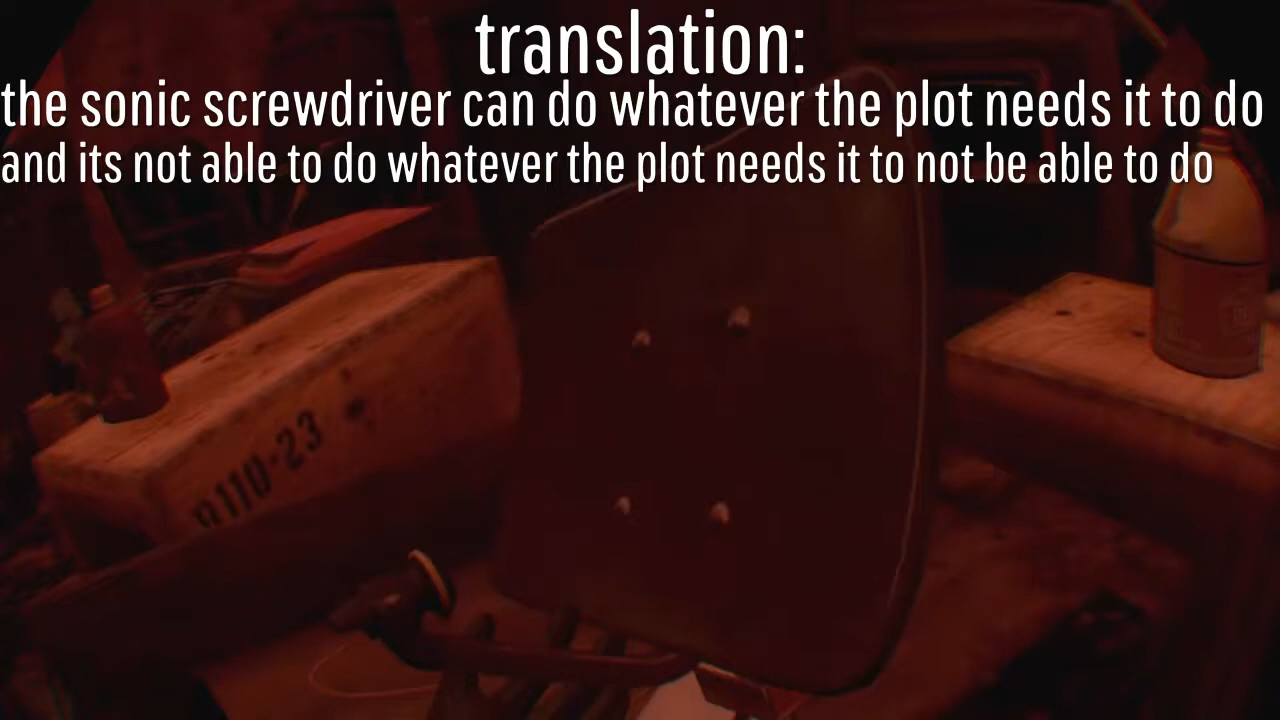 translation:
the sonic screwdriver can do whatever the plot needs it to do
and its not able to do whatever the plot needs it to not be able to do
B110-23